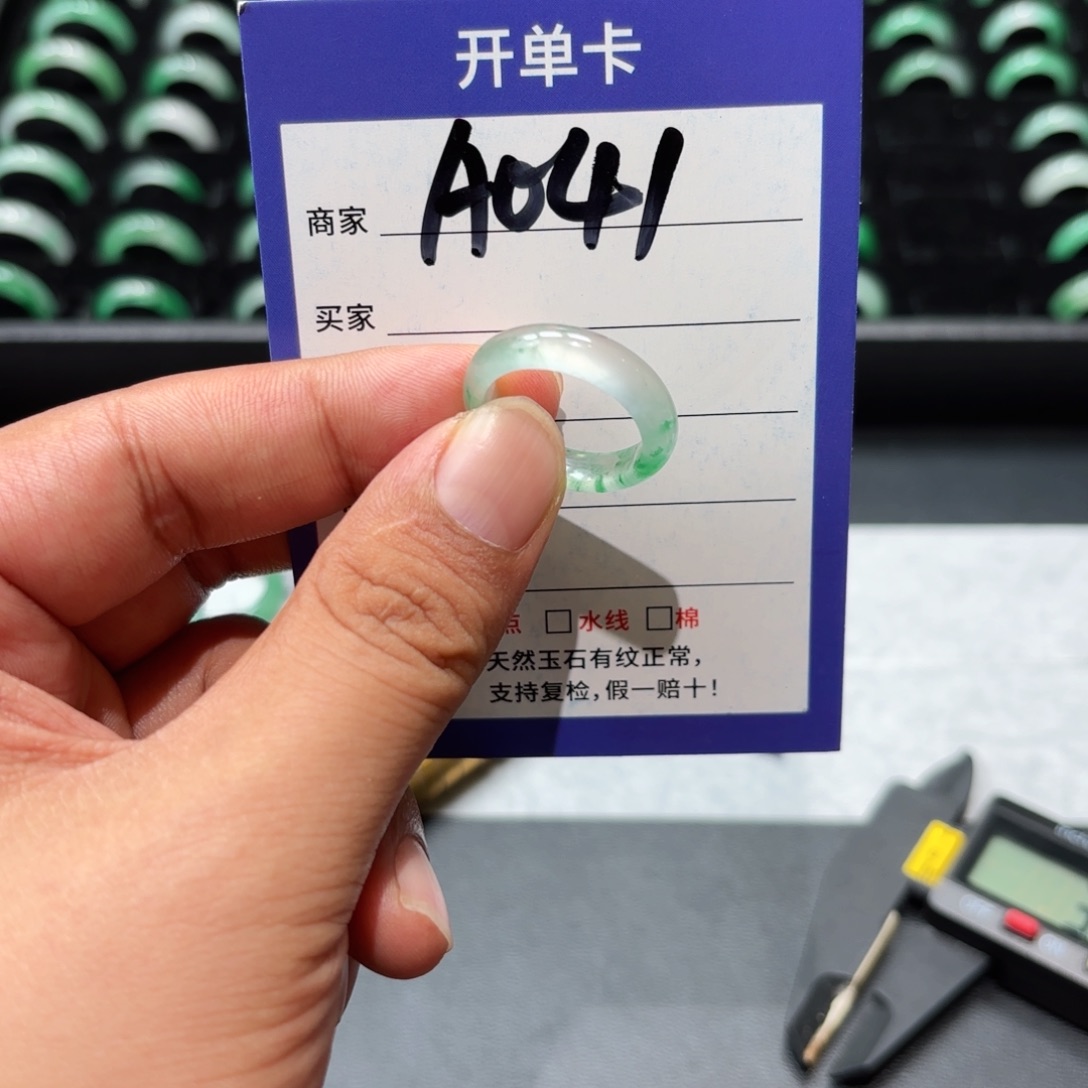 开单卡
商家 A041
买家
点 □水线 □棉
天然玉石有纹正常，
支持复检，假一赔十！